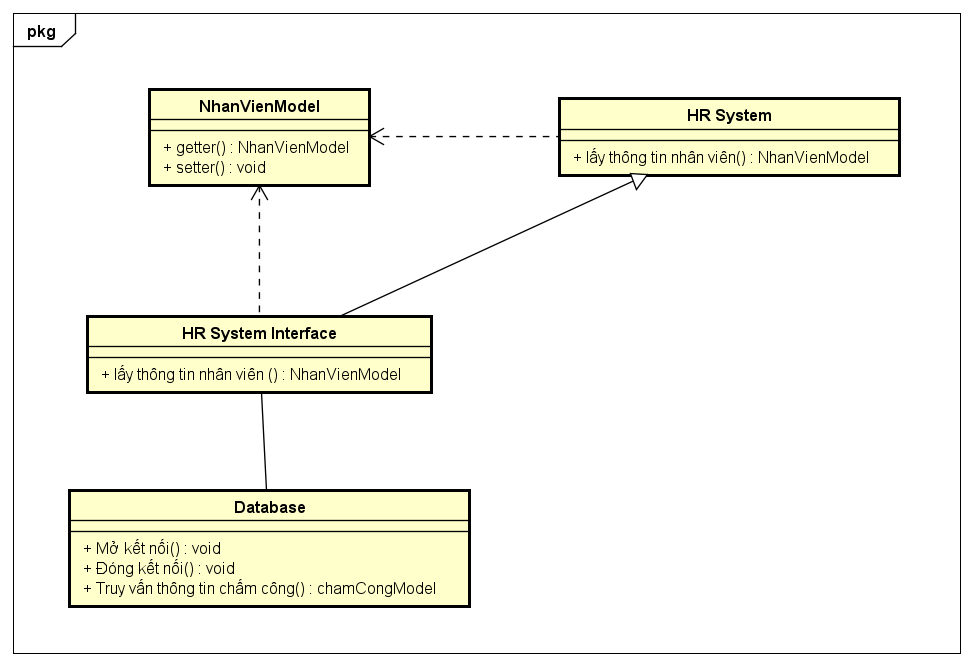 pkg
NhanVienModel
+ getter() : NhanVienModel
+ setter() : void
HR System
+ lấy thông tin nhân viên() : NhanVienModel
HR System Interface
+ lấy thông tin nhân viên () : NhanVienModel
Database
+ Mở kết nối() : void
+ Đóng kết nối() : void
+ Truy vấn thông tin chấm công() : chamCongModel